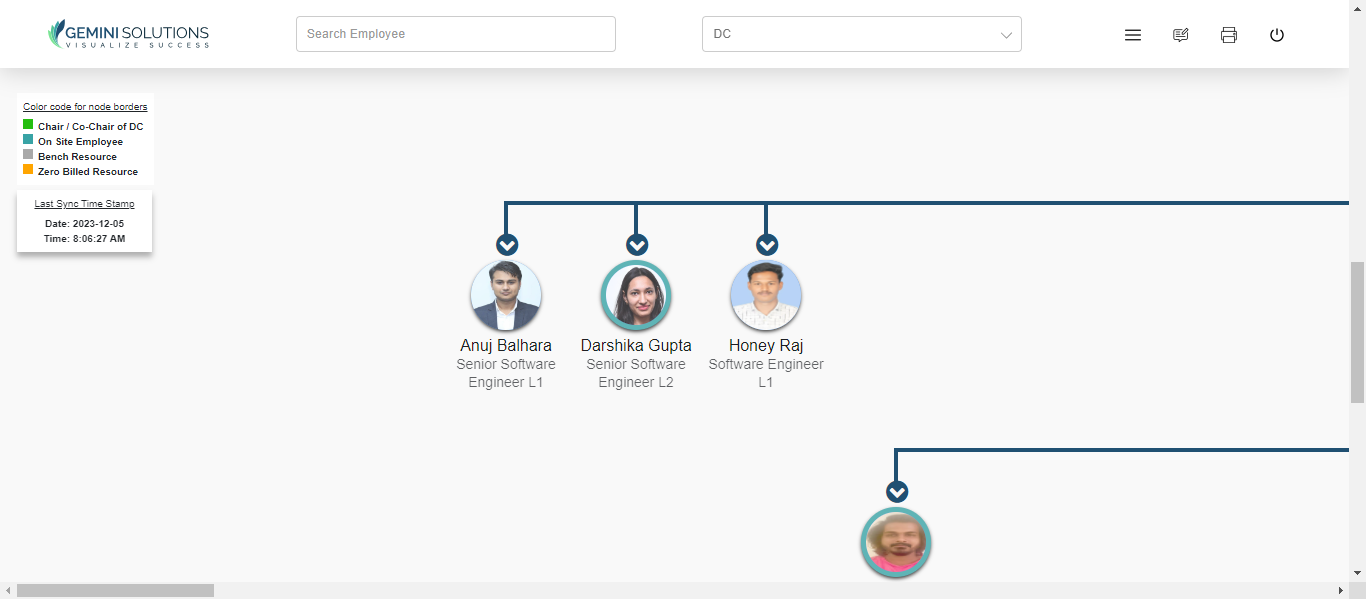 GEMINI SOLUTIONS
VISUALIZE SUCCESS
Search Employee
DC
Color code for node borders
Chair / Co-Chair of DC
On Site Employee
Bench Resource
Zero Billed Resource
Last Sync Time Stamp
Date: 2023-12-05
Time: 8:06:27 AM
Anuj Balhara
Senior Software
Engineer L1
Darshika Gupta
Senior Software
Engineer L2
Honey Raj
Software Engineer
L1